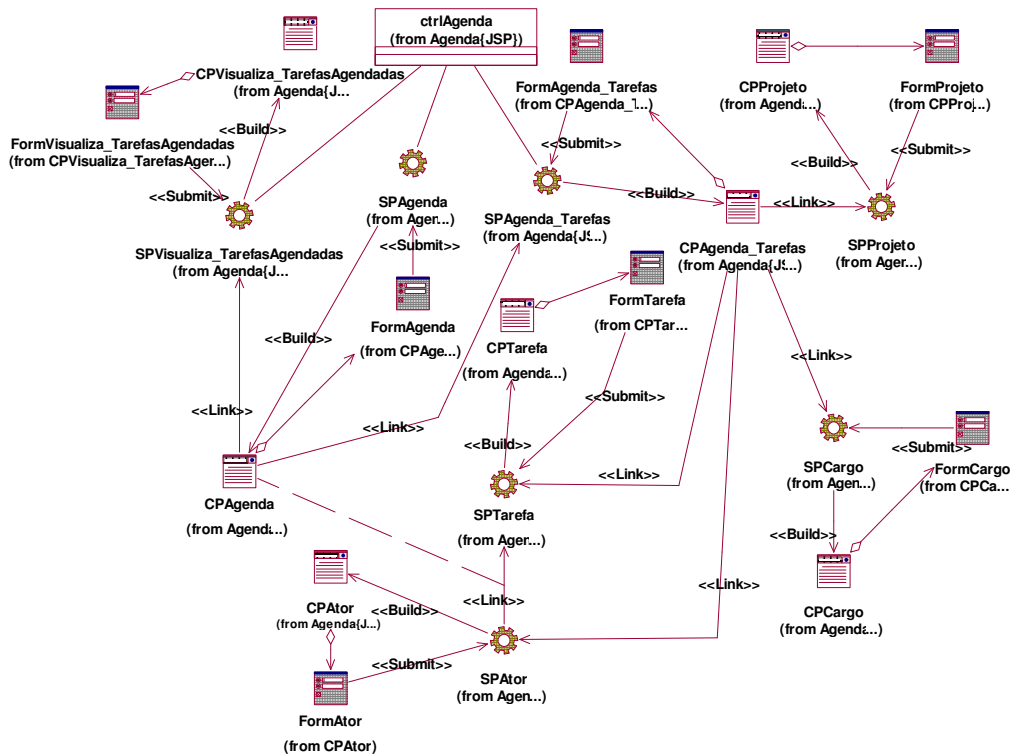 ctrlAgenda
(from Agenda{JSP})
CPVisualiza_TarefasAgendadas
(from Agenda{J...)
FormAgenda_Tarefas
(from CPAgenda_T...)
CPProjeto
(from Agenda...)
FormProjeto
(from CPProj...)
<<Build>>
FormVisualiza_TarefasAgendadas
(from CPVisualiza_TarefasAger...)
<<Submit>>
<<Submit>>
<<Build>>
<<Submit>>
<<Build>>
<<Link>>
SPAgenda
(from Ager...)
SPAgenda_Tarefas
(from Agenda{JS...)
<<Submit>>
SPVisualiza_TarefasAgendadas
(from Agenda{J...)
CPAgenda_Tarefas
(from Agenda{JS...)
SPProjeto
(from Ager...)
FormTarefa
(from CPTar...)
FormAgenda
(from CPAge...)
<<Build>>
CPTarefa
(from Agenda...)
<<Link>>
<<Submit>>
<<Link>>
<<Link>>
<<Build>>
<<Submit>>
<<Link>>
CPAgenda
(from Agenda...)
SPTarefa
(from Ager...)
SPCargo
(from Agen...)
FormCargo
(from CPCa...)
<<Build>>
CPAtor
(from Agenda{J...)
<<Build>>
<<Link>>
<<Link>>
CPCargo
(from Agenda...)
<<Submit>>
SPAtor
(from Agen...)
FormAtor
(from CPAtor)